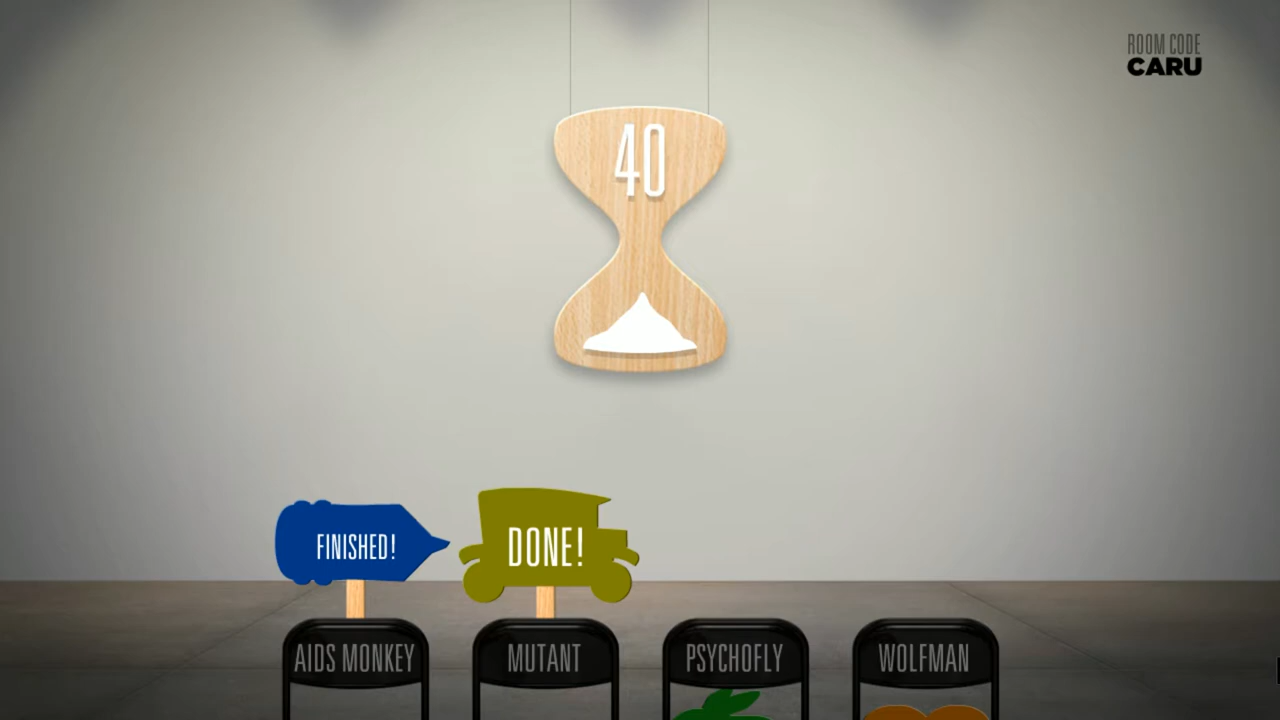 ROOM CODE
CARU
40
FINISHED!
DONE!
AIDS MONKEY
MUTANT
PSYCHOFLY
WOLFMAN